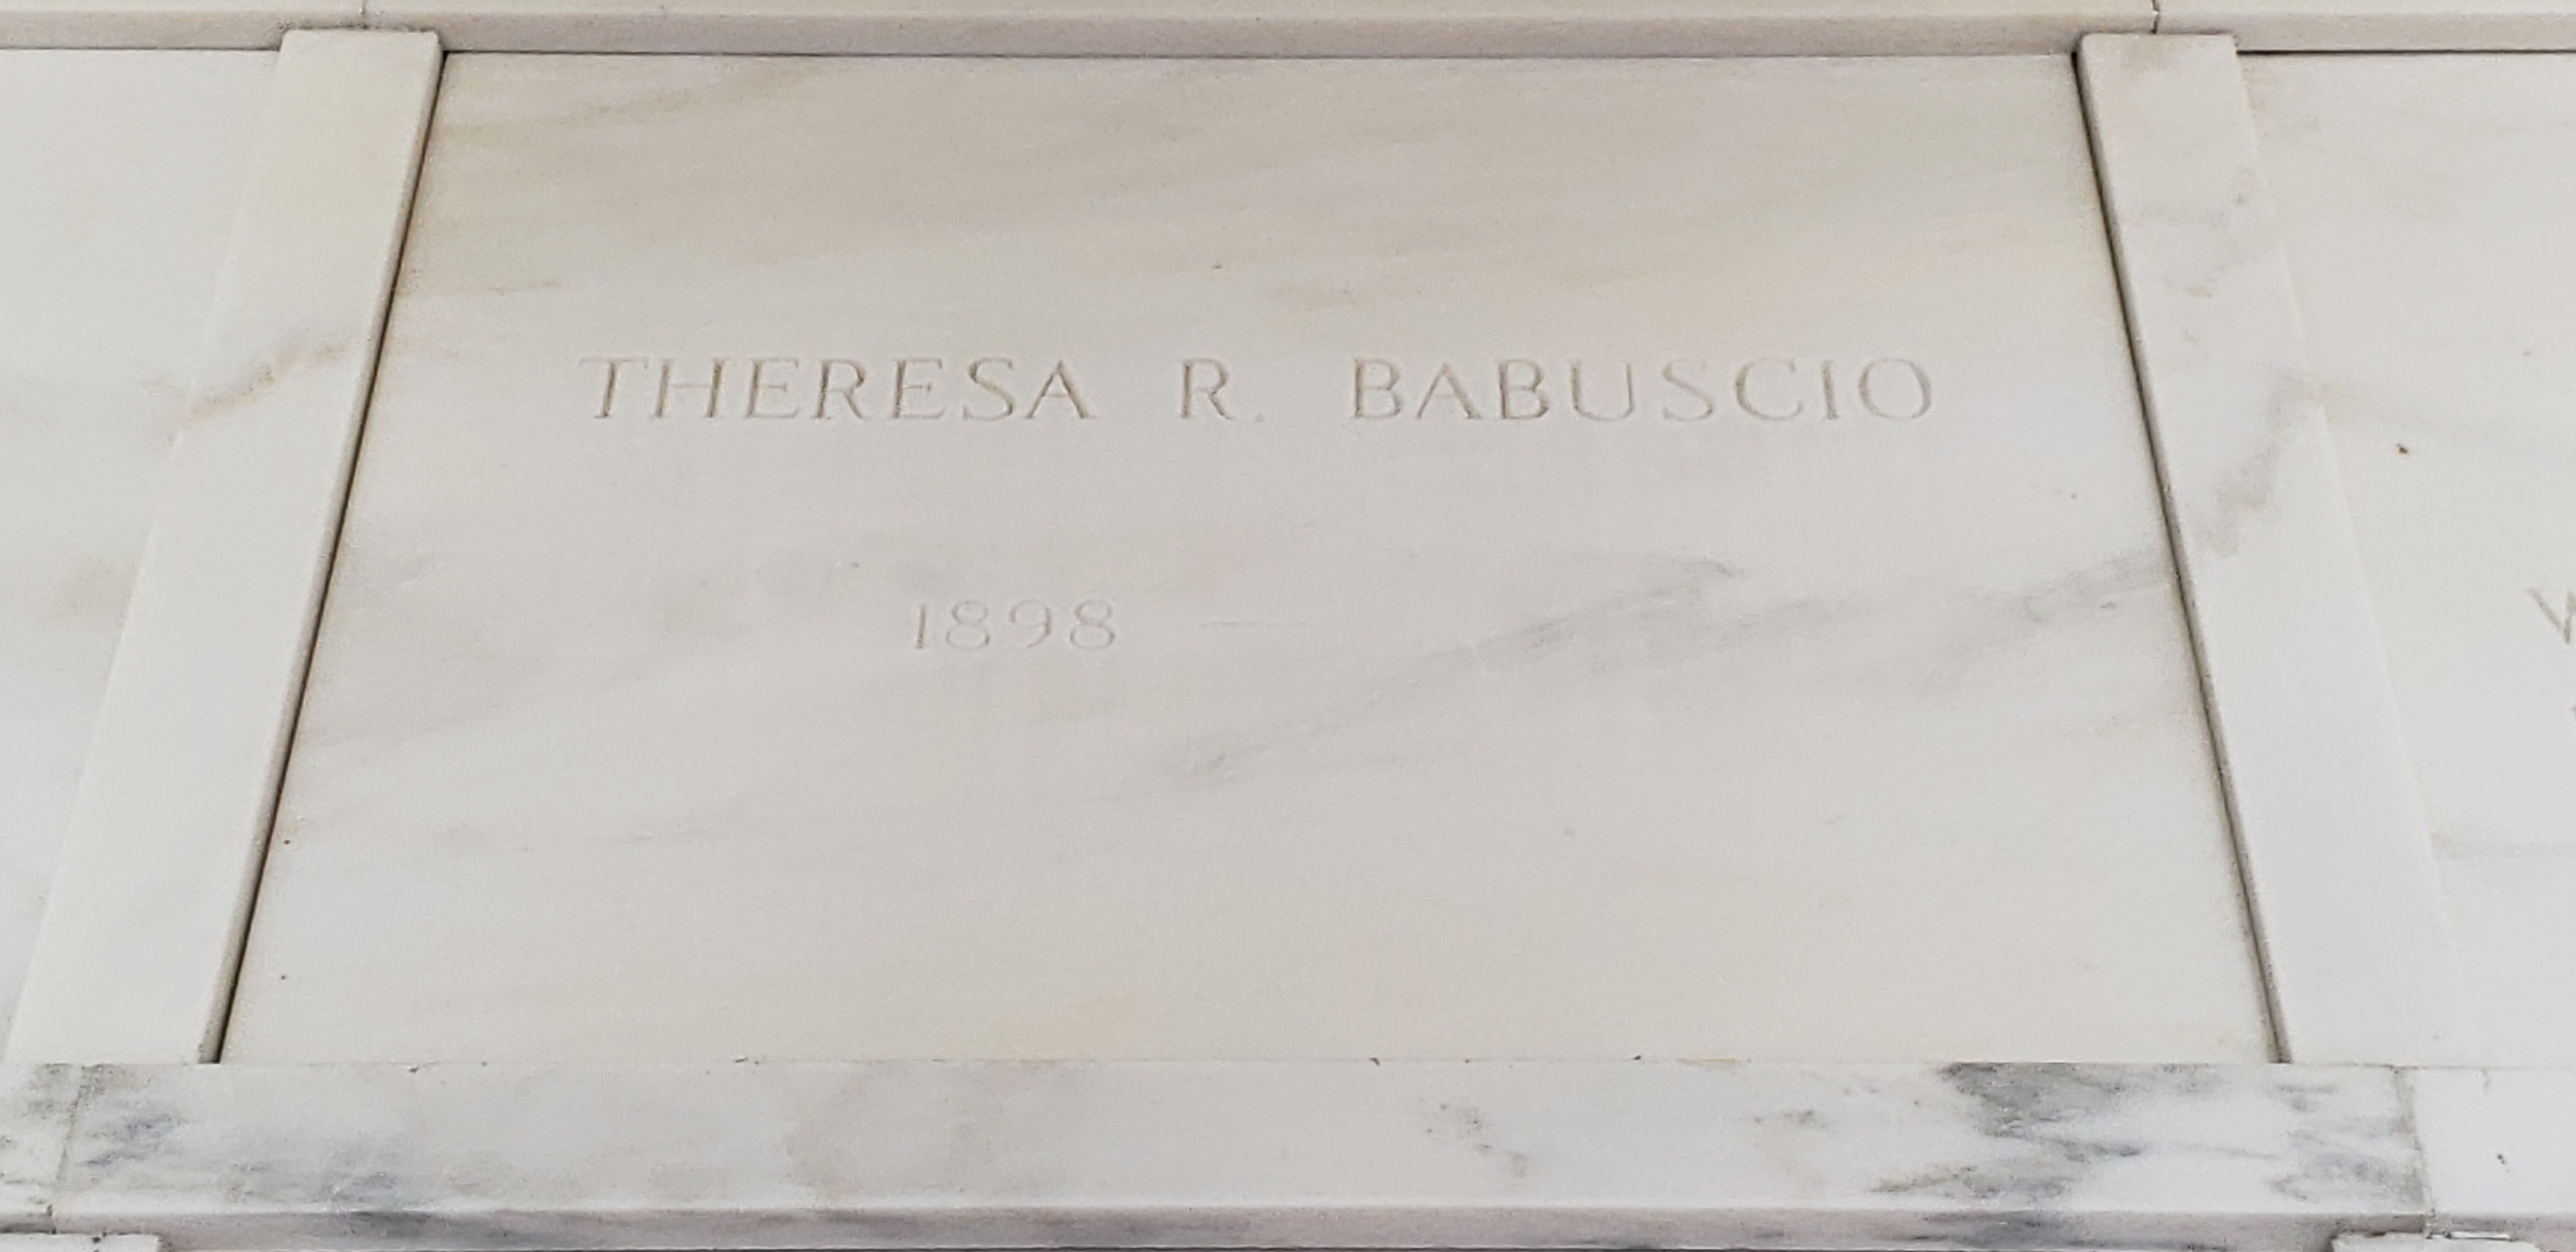 THERESA R. BABUSCIO
1898 —